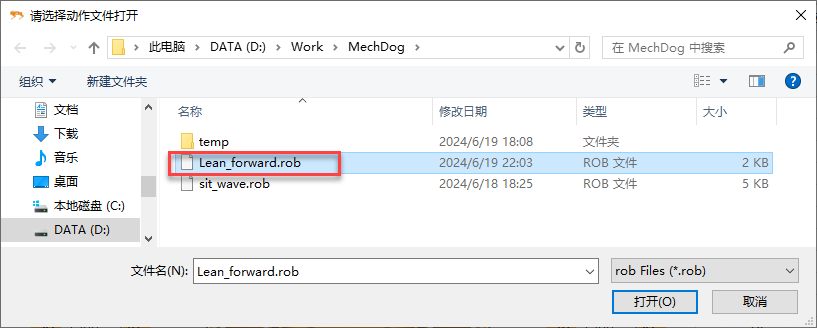 请选择动作文件打开
此电脑 > DATA (D:) > Work > MechDog >
在 MechDog 中搜索
组织 新建文件夹
名称 修改日期 类型 大小
文档
下载
音乐
桌面
本地磁盘 (C:)
DATA (D:)
temp 2024/6/19 18:08 文件夹
Lean_forward.rob 2024/6/19 22:03 ROB 文件 2 KB
sit_wave.rob 2024/6/18 18:25 ROB 文件 5 KB
文件名(N): Lean_forward.rob rob Files (*.rob)
打开(O) 取消